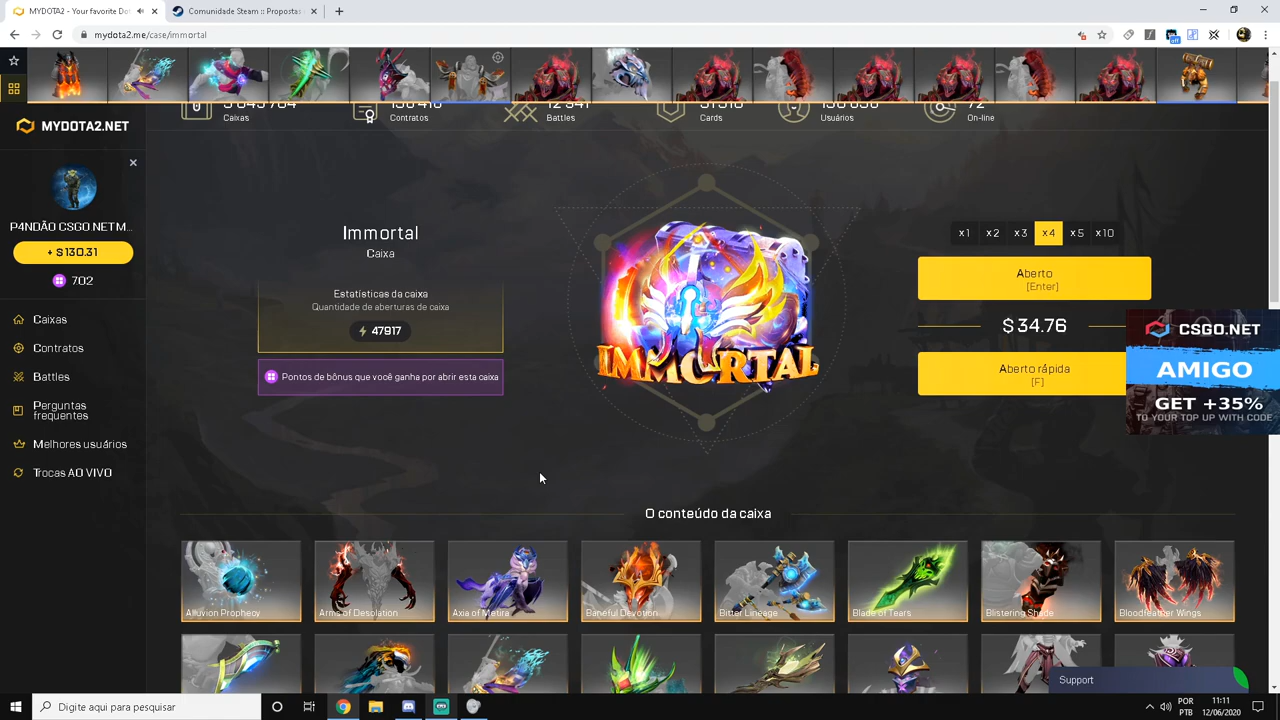 MYDOTA2 - Your favorite Do
Comunidade Steam :: Propostas
mydota2.me/case/immortal
MYDOTA2.NET
Caixas
Contratos
Battles
Cards
Usuários
On-line
P4NDÃO CSGO NET M...
+ $130.31
702
Caixas
Contratos
Battles
Perguntas
frequentes
Melhores usuários
Trocas AO VIVO
Immortal
Caixa
Estatísticas da caixa
Quantidade de aberturas de caixa
47917
Pontos de bônus que você ganha por abrir esta caixa
IMMORTAL
x1 x2 x3 x4 x5 x10
Aberto
[Enter]
$ 34.76
Aberto rápida
[F]
CSGO.NET
AMIGO
GET +35%
TO YOUR TOP UP WITH CODE
O conteúdo da caixa
Alluvion Prophecy
Arms of Desolation
Axia of Metira
Baneful Devotion
Bitter Lineage
Blade of Tears
Blistering Shade
Bloodfeather Wings
Support
Digite aqui para pesquisar
POR
PTB
11:11
12/06/2020